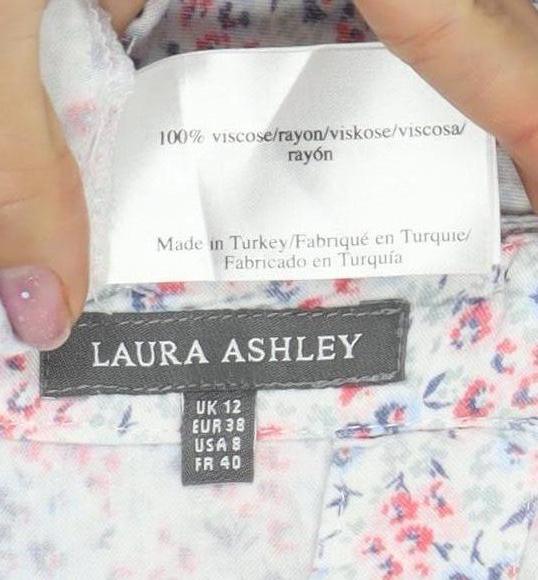 100% viscose/rayon/viskose/viscosa/
rayón
Made in Turkey/Fabriqué en Turquie/
Fabricado en Turquía
LAURA ASHLEY
UK 12
EUR 38
USA 8
FR 40